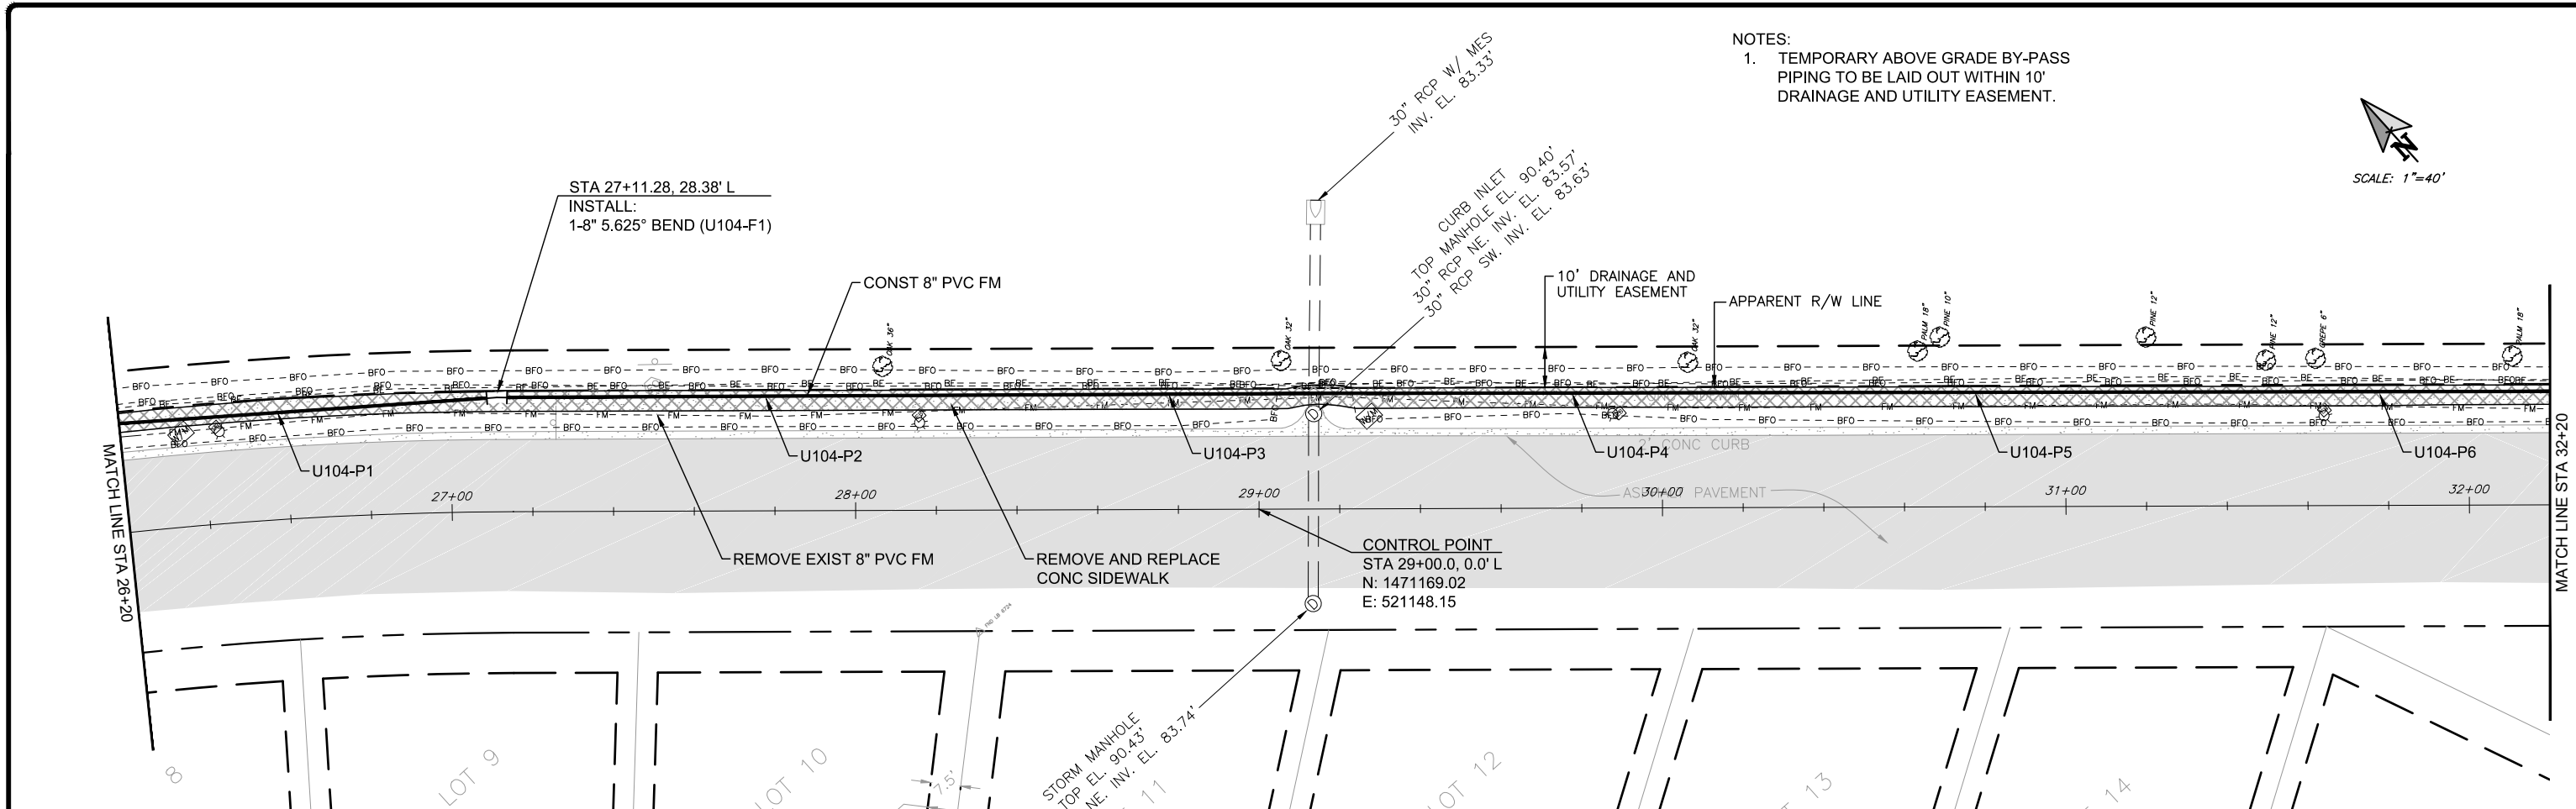 NOTES:
1. TEMPORARY ABOVE GRADE BY-PASS
PIPING TO BE LAID OUT WITHIN 10'
DRAINAGE AND UTILITY EASEMENT.
N
SCALE: 1"=40'
30" RCP W/ MES
INV. EL. 83.33'
CURB INLET
TOP MANHOLE EL. 90.40'
30" RCP NE. INV. EL. 83.57'
30" RCP SW. INV. EL. 83.63'
STA 27+11.28, 28.38' L
INSTALL:
1-8" 5.625° BEND (U104-F1)
CONST 8" PVC FM
10' DRAINAGE AND
UTILITY EASEMENT
APPARENT R/W LINE
OAK 36"
OAK 32"
OAK 32"
PALM 18"
PINE 10"
PINE 12"
PINE 12"
GREPE 6"
PALM 18"
BFO
BE
FM
MATCH LINE STA 26+20
U104-P1
U104-P2
U104-P3
U104-P4
U104-P5
U104-P6
2' CONC CURB
ASPHALT PAVEMENT
27+00
28+00
29+00
30+00
31+00
32+00
MATCH LINE STA 32+20
REMOVE EXIST 8" PVC FM
REMOVE AND REPLACE
CONC SIDEWALK
CONTROL POINT
STA 29+00.0, 0.0' L
N: 1471169.02
E: 521148.15
FND LB 6724
STORM MANHOLE
TOP EL. 90.43'
NE. INV. EL. 83.74'
7.5'
8
LOT 9
LOT 10
11
LOT 12
13
14